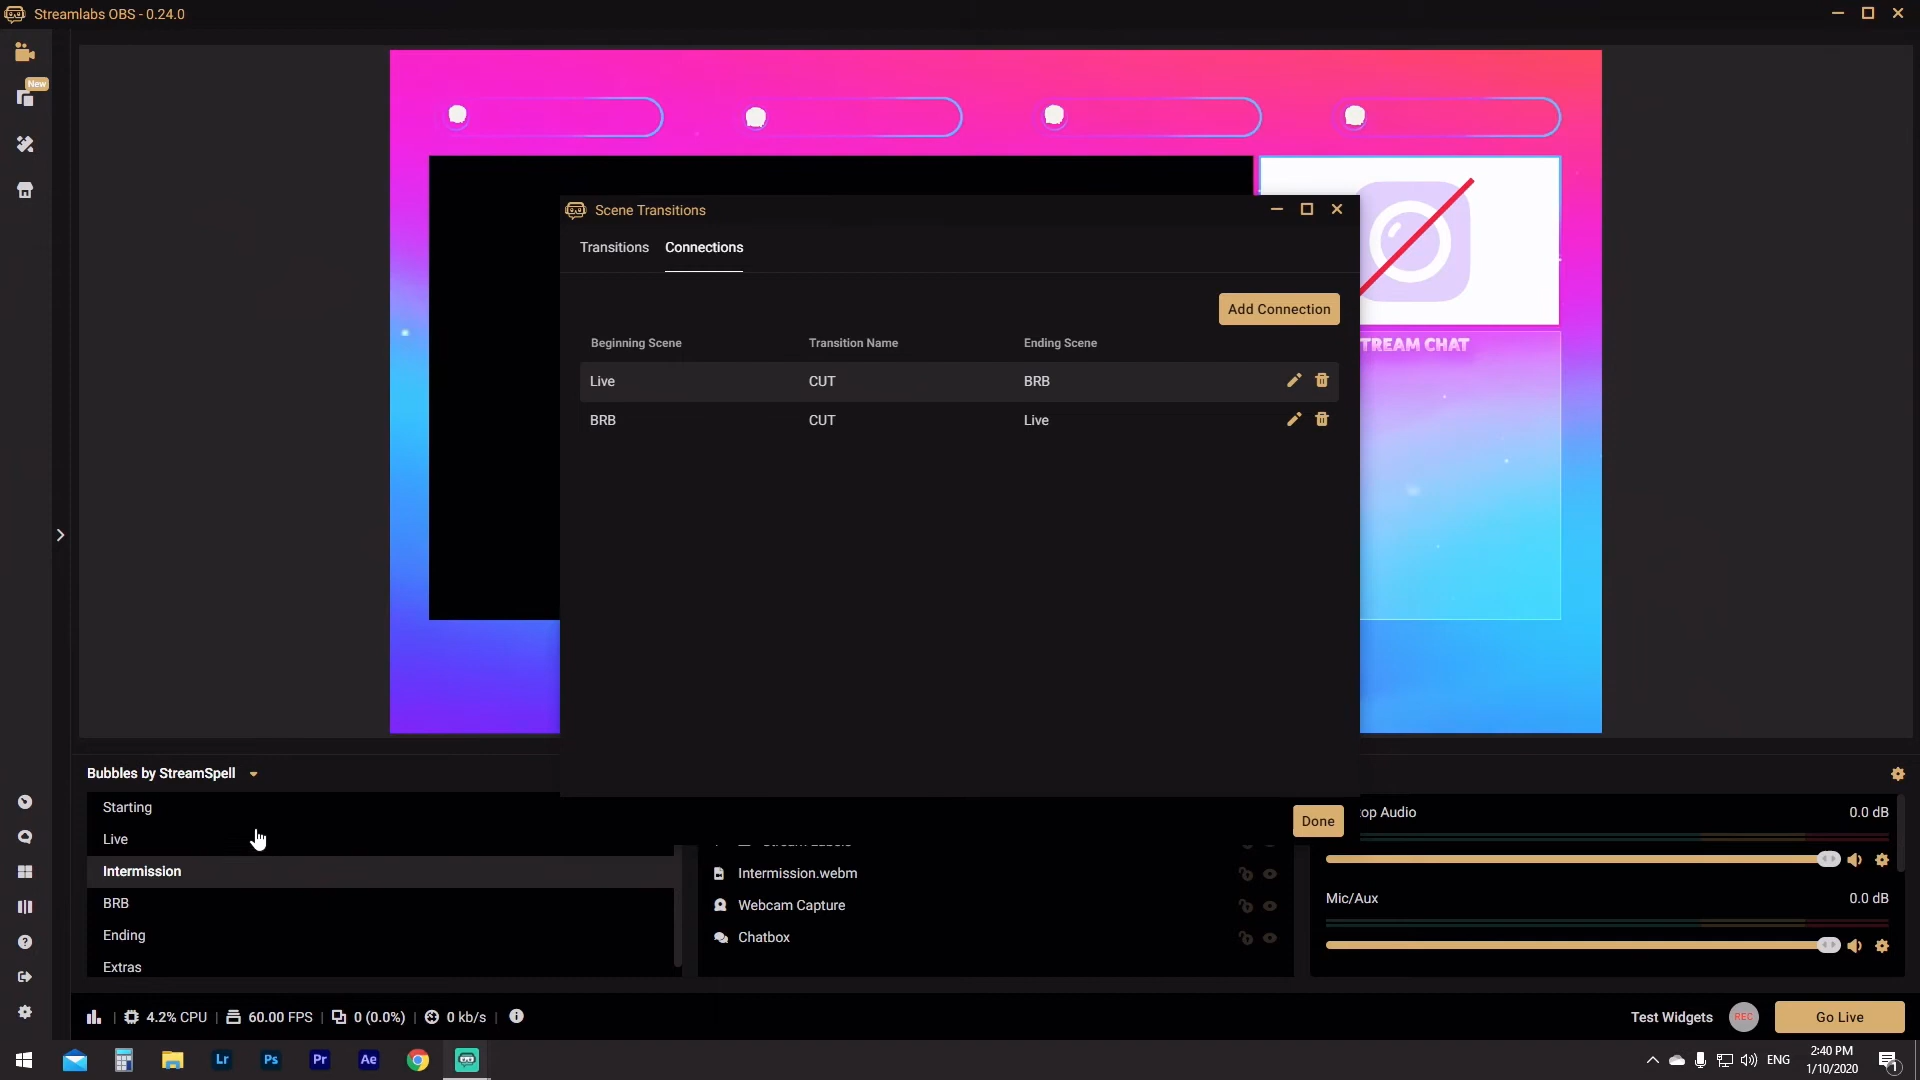 Streamlabs OBS - 0.24.0
New
Scene Transitions
Transitions Connections
Add Connection
Beginning Scene Transition Name Ending Scene
Live CUT BRB
BRB CUT Live
TREAM CHAT
Bubbles by StreamSpell
Starting
Live
Intermission
BRB
Ending
Extras
Done
Intermission.webm
Webcam Capture
Chatbox
op Audio 0.0 dB
Mic/Aux 0.0 dB
4.2% CPU 60.00 FPS 0 (0.0%) 0 kb/s
Test Widgets REC Go Live
Lr Ps Pr Ae
ENG 2:40 PM
1/10/2020
1